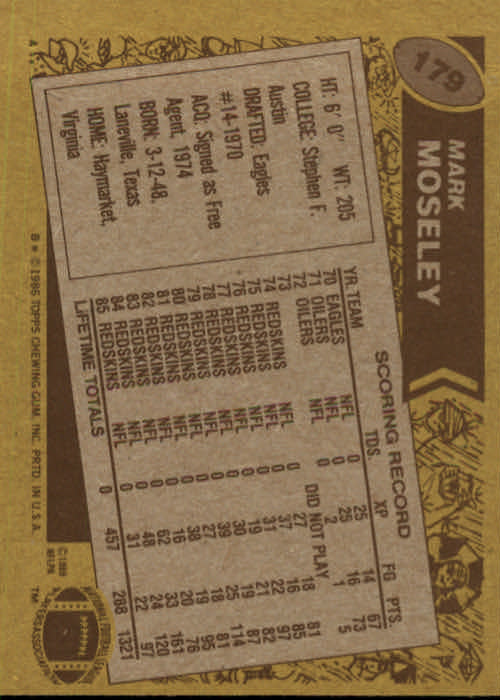 179
MARK
MOSELEY
HT: 6' 0" WT: 205
COLLEGE: Stephen F.
Austin
DRAFTED: Eagles
#14-1970
ACQ: Signed as Free
Agent, 1974
BORN: 3-12-48,
Laneville, Texas
HOME: Haymarket,
Virginia
SCORING RECORD
YR. TEAM TDS. XP FG PTS.
70 EAGLES NFL 0 25 14 67
71 OILERS NFL 0 25 16 73
72 OILERS NFL 0 2 1 5
73 DID NOT PLAY
74 REDSKINS NFL 0 27 18 81
75 REDSKINS NFL 0 37 16 85
76 REDSKINS NFL 0 31 22 97
77 REDSKINS NFL 0 19 21 82
78 REDSKINS NFL 0 30 19 87
79 REDSKINS NFL 0 39 25 114
80 REDSKINS NFL 0 27 18 81
81 REDSKINS NFL 0 38 19 95
82 REDSKINS NFL 0 16 20 76
83 REDSKINS NFL 0 62 33 161
84 REDSKINS NFL 0 48 24 120
85 REDSKINS NFL 0 31 22 97
LIFETIME TOTALS 0 457 288 1321
B * © 1986 TOPPS CHEWING GUM, INC. PRTD. IN U.S.A.